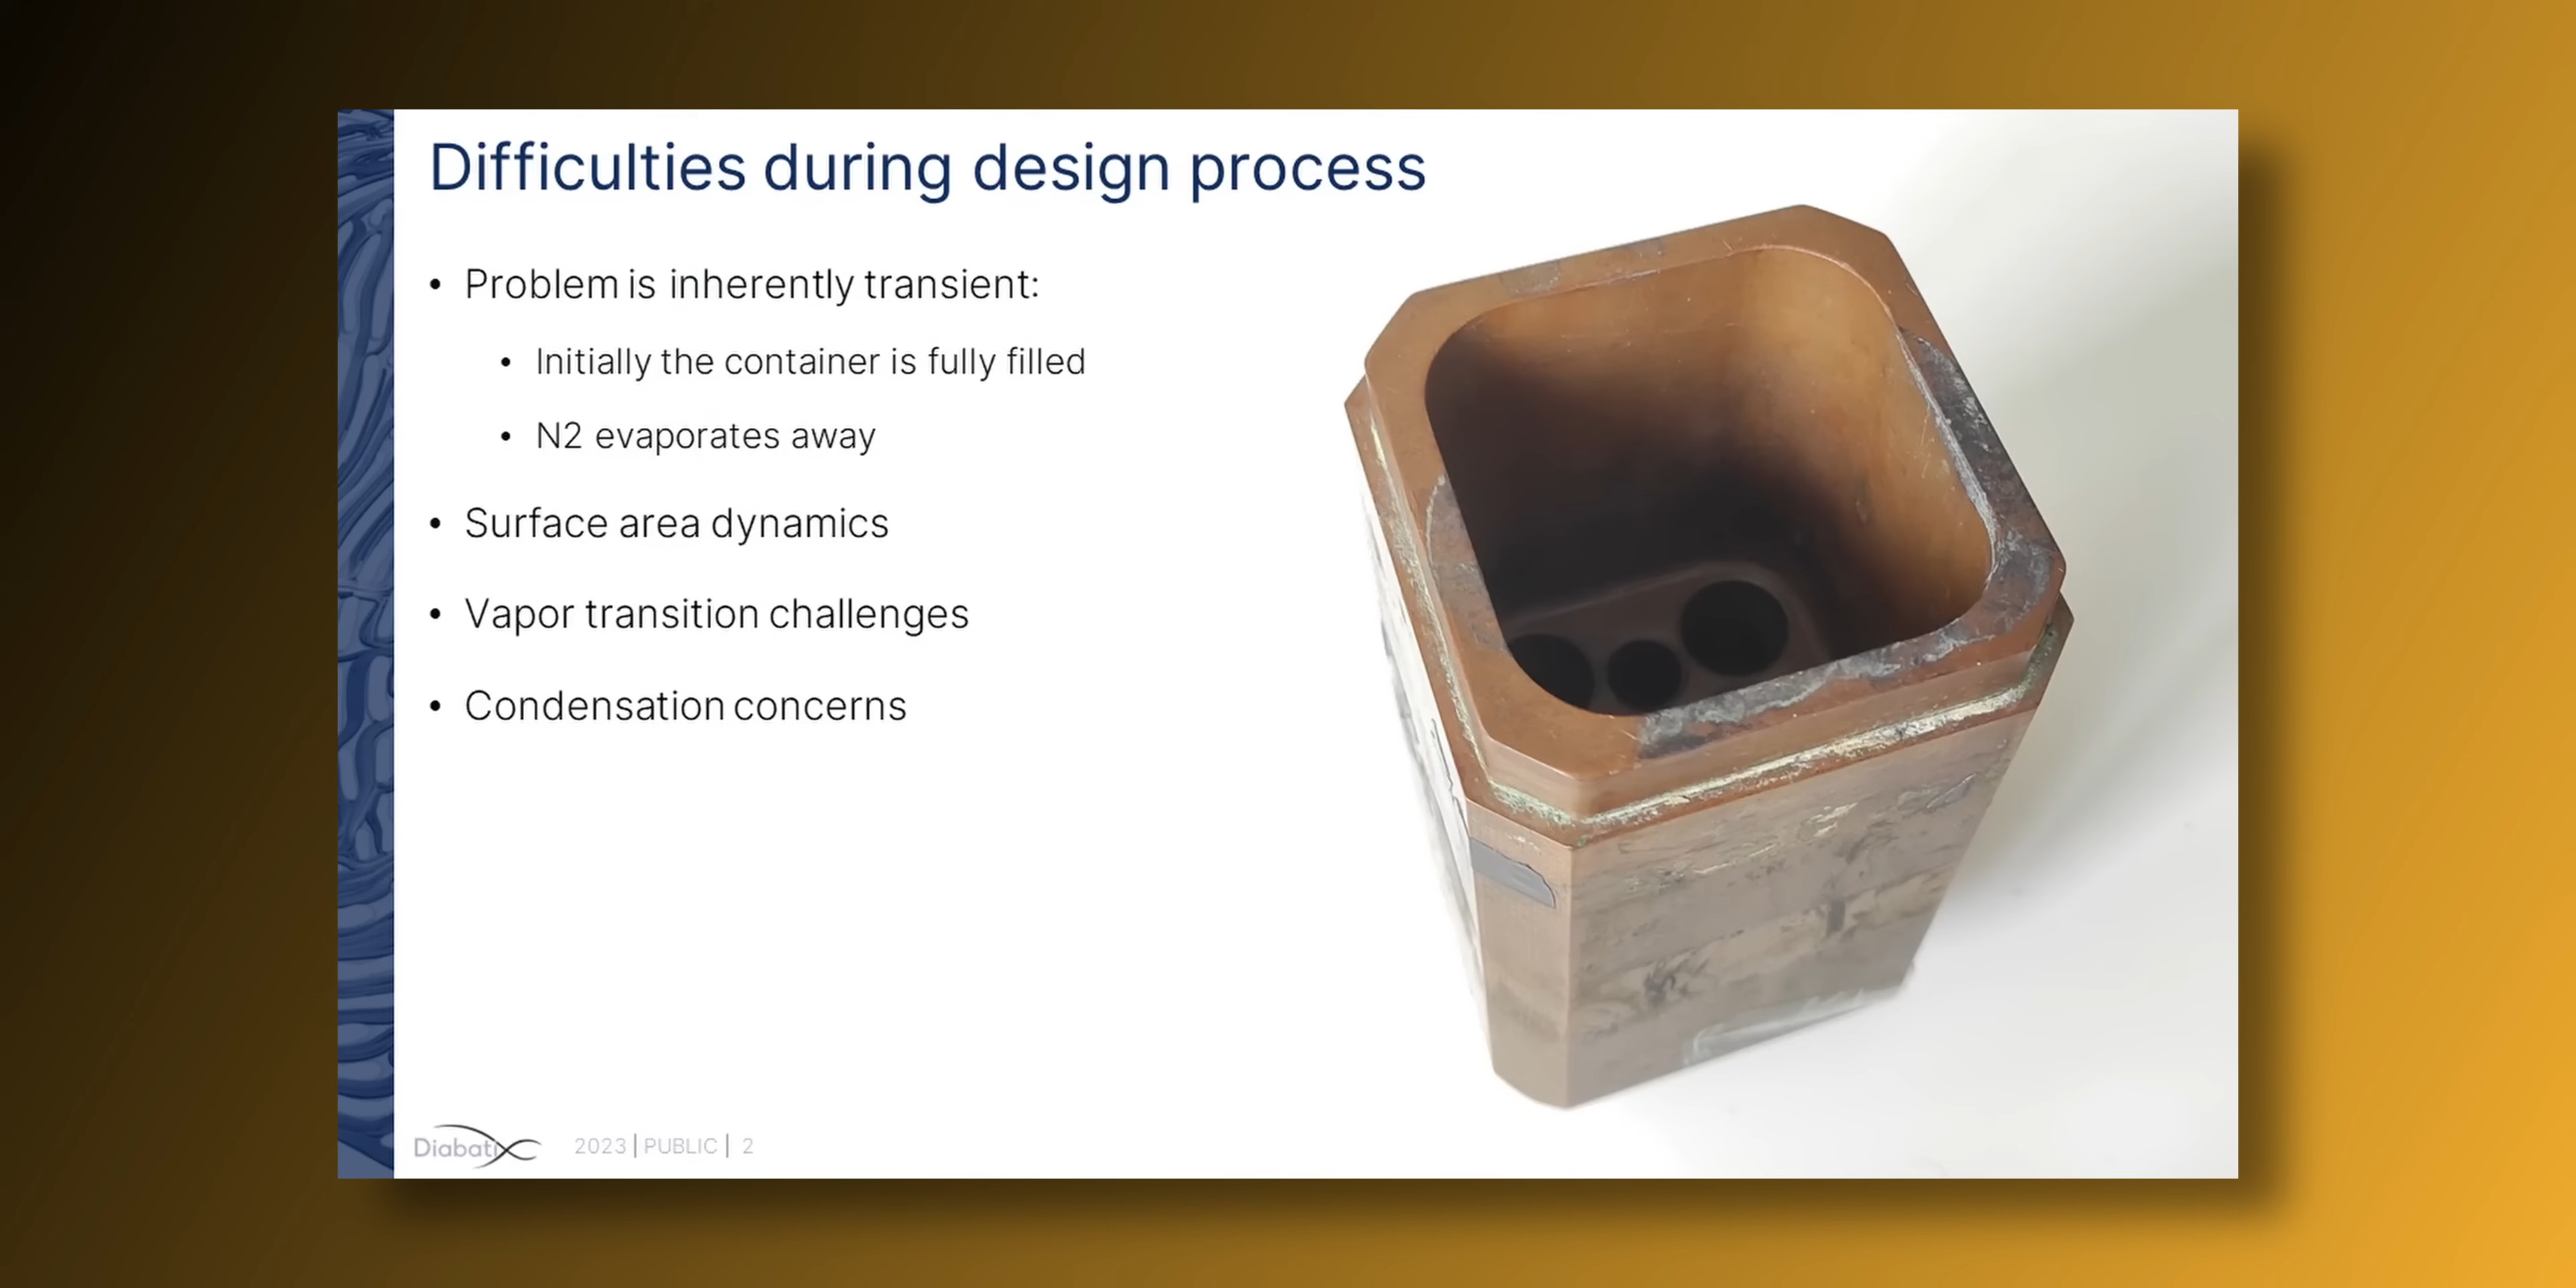 Difficulties during design process
• Problem is inherently transient:
• Initially the container is fully filled
• N2 evaporates away
• Surface area dynamics
• Vapor transition challenges
• Condensation concerns
Diabatix 2023 | PUBLIC | 2